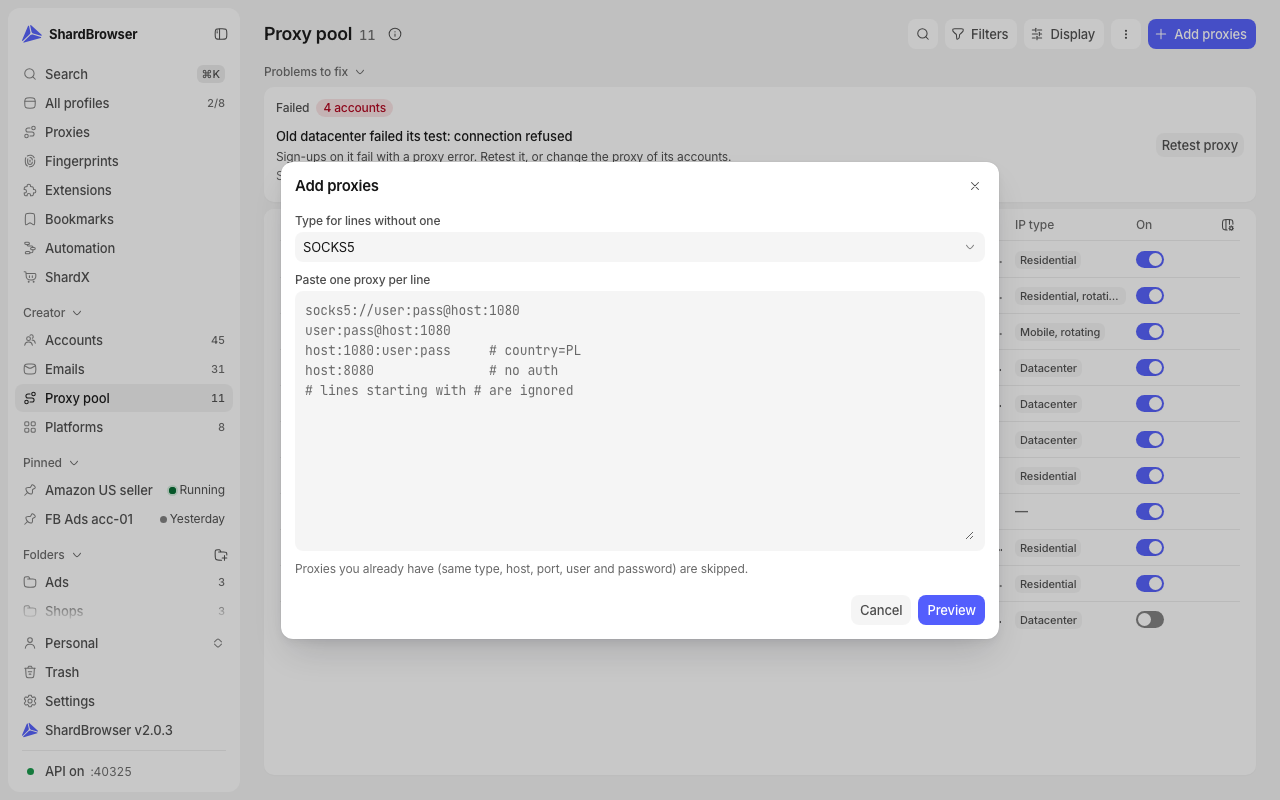 ShardBrowser
Search ⌘K
All profiles 2/8
Proxies
Fingerprints
Extensions
Bookmarks
Automation
ShardX
Creator
Accounts 45
Emails 31
Proxy pool 11
Platforms 8
Pinned
Amazon US seller Running
FB Ads acc-01 Yesterday
Folders
Ads 3
Shops 3
Personal
Trash
Settings
ShardBrowser v2.0.3
API on :40325
Proxy pool 11
Filters
Display
Add proxies
Problems to fix
Failed 4 accounts
Old datacenter failed its test: connection refused
Sign-ups on it fail with a proxy error. Retest it, or change the proxy of its accounts.
Retest proxy
Add proxies
Type for lines without one
SOCKS5
Paste one proxy per line
socks5://user:pass@host:1080
user:pass@host:1080
host:1080:user:pass # country=PL
host:8080 # no auth
# lines starting with # are ignored
Proxies you already have (same type, host, port, user and password) are skipped.
Cancel
Preview
IP type On
Residential
Residential, rotati...
Mobile, rotating
Datacenter
Datacenter
Datacenter
Residential
—
Residential
Residential
Datacenter